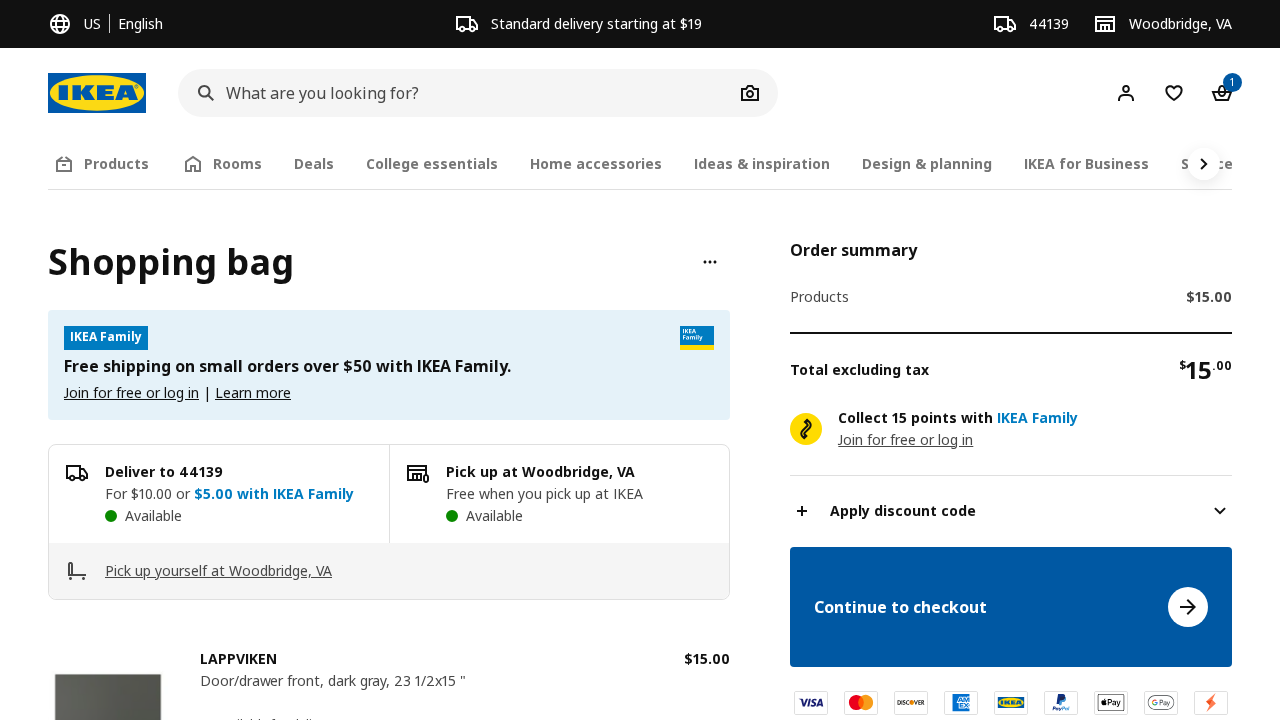 US | English
Standard delivery starting at $19
44139
Woodbridge, VA
IKEA
What are you looking for?
1
Products
Rooms
Deals
College essentials
Home accessories
Ideas & inspiration
Design & planning
IKEA for Business
Shopping bag
IKEA Family
IKEA
Family
Free shipping on small orders over $50 with IKEA Family.
Join for free or log in | Learn more
Deliver to 44139
For $10.00 or $5.00 with IKEA Family
Available
Pick up at Woodbridge, VA
Free when you pick up at IKEA
Available
Pick up yourself at Woodbridge, VA
LAPPVIKEN
$15.00
Door/drawer front, dark gray, 23 1/2x15 "
Order summary
Products
$15.00
Total excluding tax
$15.00
Collect 15 points with IKEA Family
Join for free or log in
Apply discount code
Continue to checkout
VISA
DISCOVER
AMEX
IKEA
PayPal
Pay
G Pay